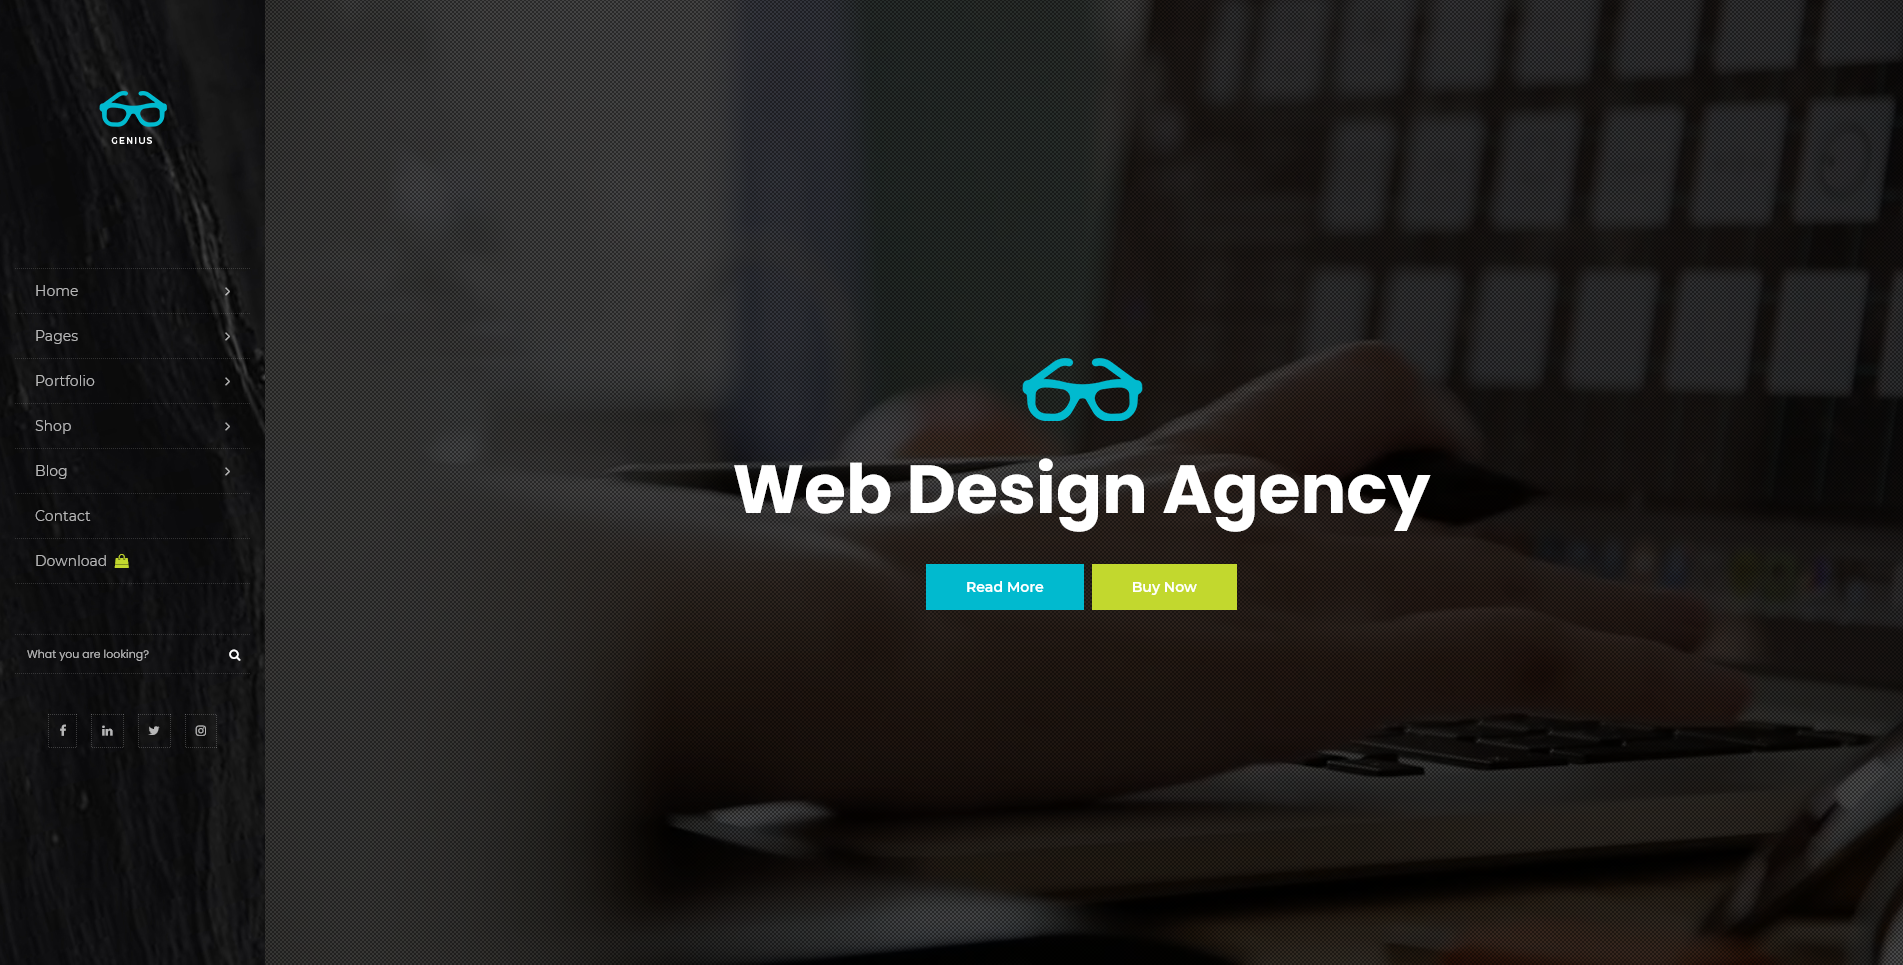 GENIUS
Home
Pages
Portfolio
Shop
Blog
Contact
Download
What you are looking?
Web Design Agency
Read More
Buy Now